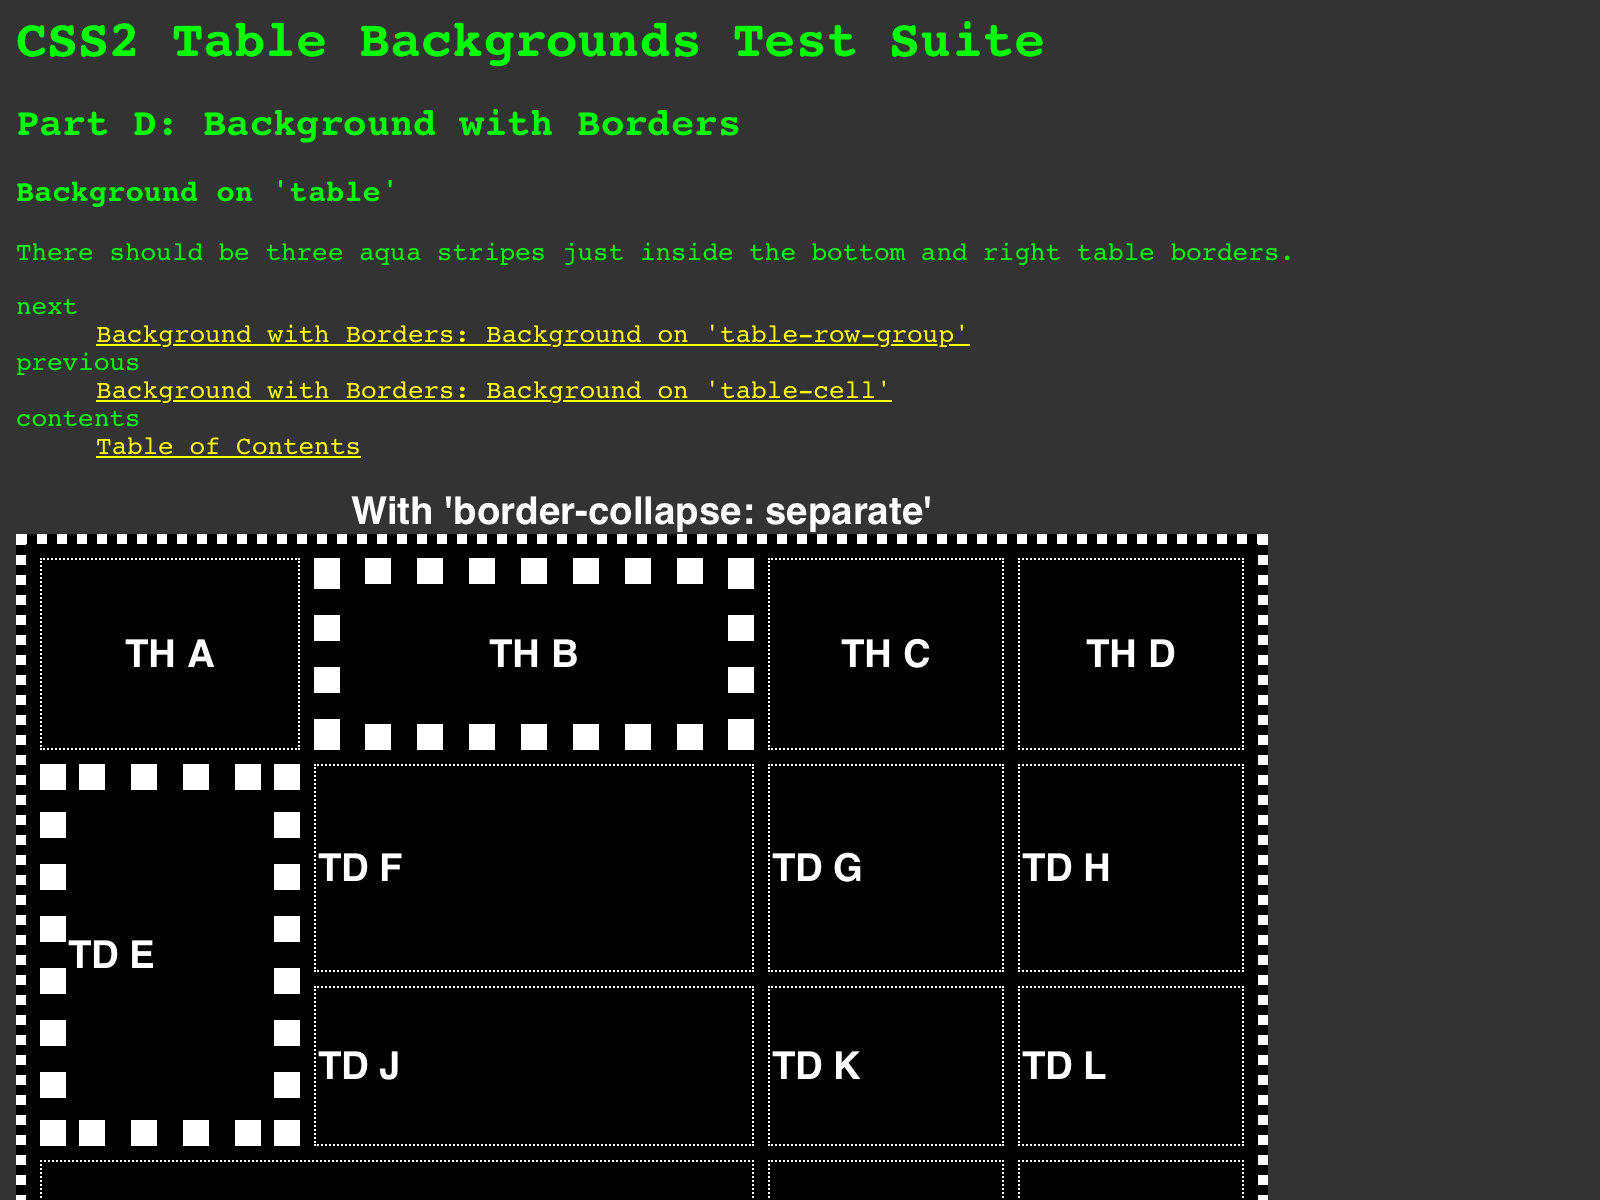 CSS2 Table Backgrounds Test Suite
Part D: Background with Borders
Background on 'table'
There should be three aqua stripes just inside the bottom and right table borders.
next
Background with Borders: Background on 'table-row-group'
previous
Background with Borders: Background on 'table-cell'
contents
Table of Contents
With 'border-collapse: separate'
TH A
TH B
TH C
TH D
TD E
TD F
TD G
TD H
TD J
TD K
TD L